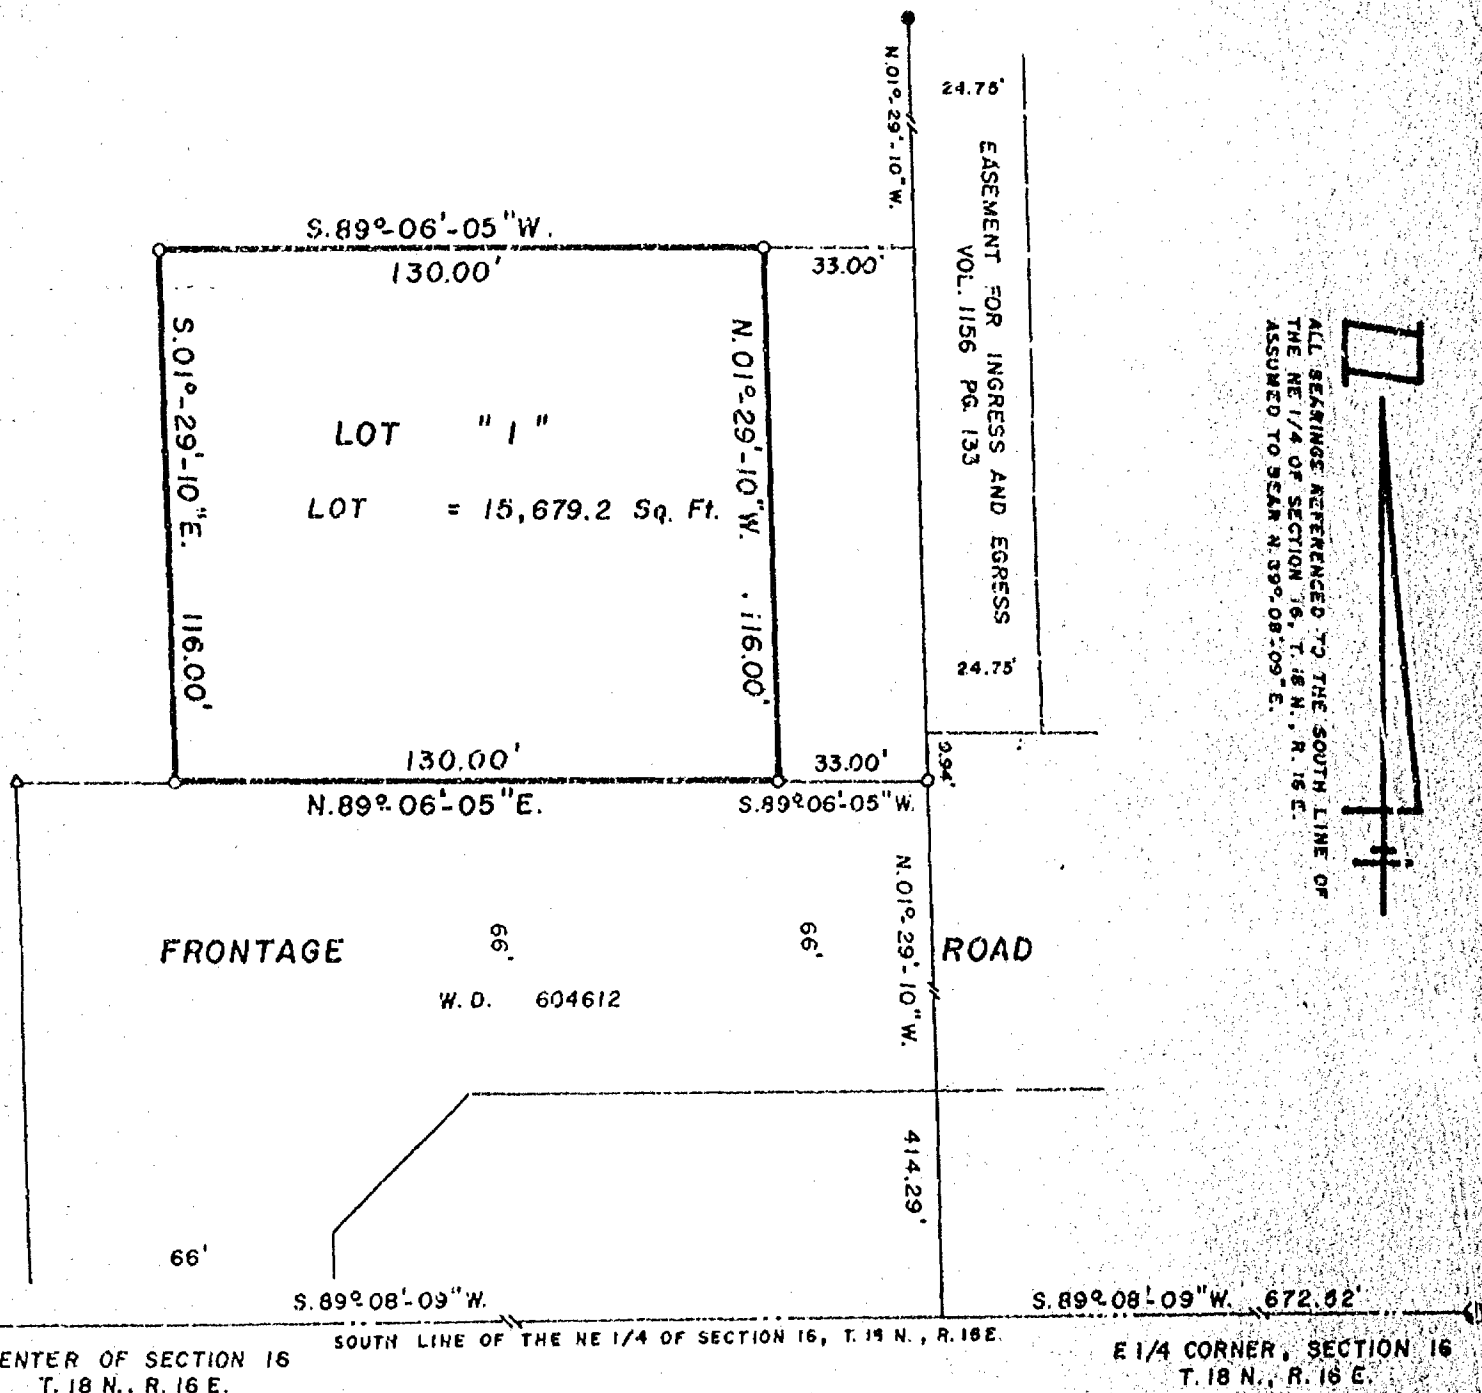 N.01°-29'-10"W.
24.75'
EASEMENT FOR INGRESS AND EGRESS
VOL. 1156 PG. 133
24.75'
S.89°-06'-05"W.
130.00'
33.00'
S.01°-29'-10"E. 116.00'
LOT "1"
LOT = 15,679.2 Sq. Ft.
N.01°-29'-10"W. 116.00'
ALL BEARINGS REFERENCED TO THE SOUTH LINE OF
THE NE 1/4 OF SECTION 16, T. 18 N., R. 16 E.
ASSUMED TO BEAR N. 89°-08'-09" E.
130.00'
N.89°-06'-05"E.
33.00'
S.89°06'-05"W.
9.94'
FRONTAGE
66'
66'
ROAD
W. D. 604612
N.01°-29'-10"W.
414.29'
66'
S.89°08'-09"W.
S.89°08'-09"W.
SOUTH LINE OF THE NE 1/4 OF SECTION 16, T. 18 N., R. 16 E.
ENTER OF SECTION 16
T. 18 N., R. 16 E.
E 1/4 CORNER, SECTION 16
T. 18 N., R. 16 E.